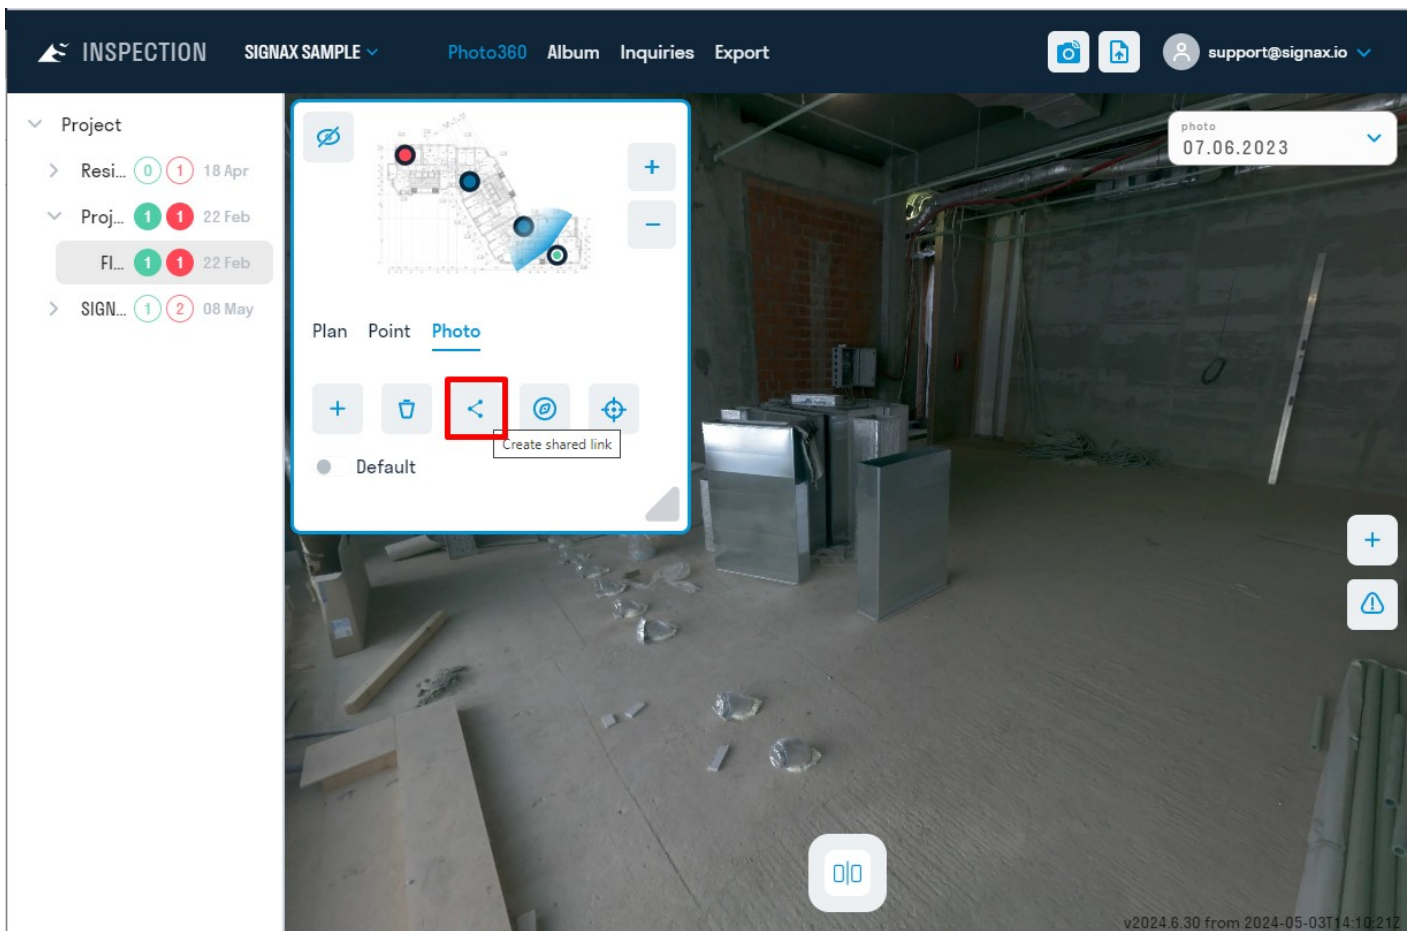 INSPECTION SIGNAX SAMPLE Photo360 Album Inquiries Export support@signax.io
Project
Resi... 0 1 18 Apr
Proj... 1 1 22 Feb
Fl... 1 1 22 Feb
SIGN... 1 2 08 May
Plan Point Photo
Create shared link
Default
photo
07.06.2023
v2024.6.30 from 2024-05-03T14:10:21Z